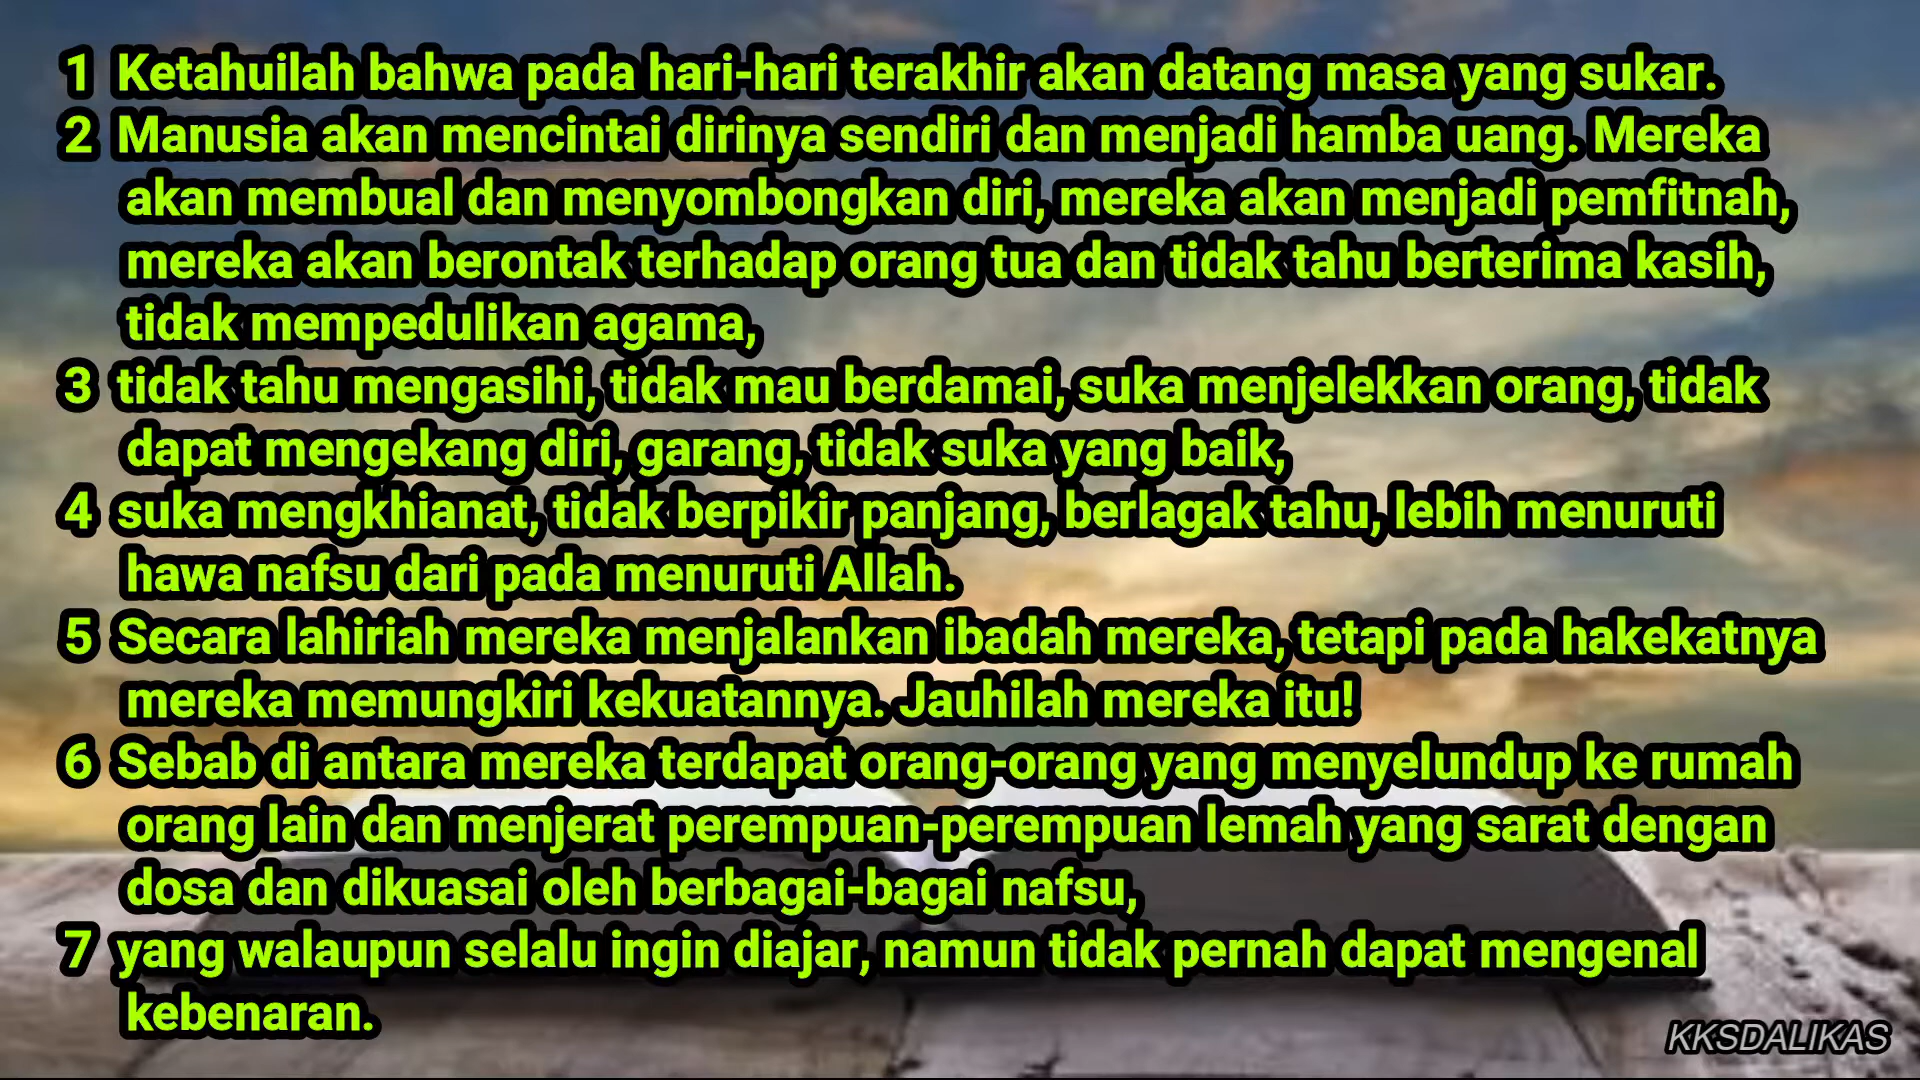 1 Ketahuilah bahwa pada hari-hari terakhir akan datang masa yang sukar.
2 Manusia akan mencintai dirinya sendiri dan menjadi hamba uang. Mereka
akan membual dan menyombongkan diri, mereka akan menjadi pemfitnah,
mereka akan berontak terhadap orang tua dan tidak tahu berterima kasih,
tidak mempedulikan agama,
3 tidak tahu mengasihi, tidak mau berdamai, suka menjelekkan orang, tidak
dapat mengekang diri, garang, tidak suka yang baik,
4 suka mengkhianat, tidak berpikir panjang, berlagak tahu, lebih menuruti
hawa nafsu dari pada menuruti Allah.
5 Secara lahiriah mereka menjalankan ibadah mereka, tetapi pada hakekatnya
mereka memungkiri kekuatannya. Jauhilah mereka itu!
6 Sebab di antara mereka terdapat orang-orang yang menyelundup ke rumah
orang lain dan menjerat perempuan-perempuan lemah yang sarat dengan
dosa dan dikuasai oleh berbagai-bagai nafsu,
7 yang walaupun selalu ingin diajar, namun tidak pernah dapat mengenal
kebenaran.
KKSDALIKAS